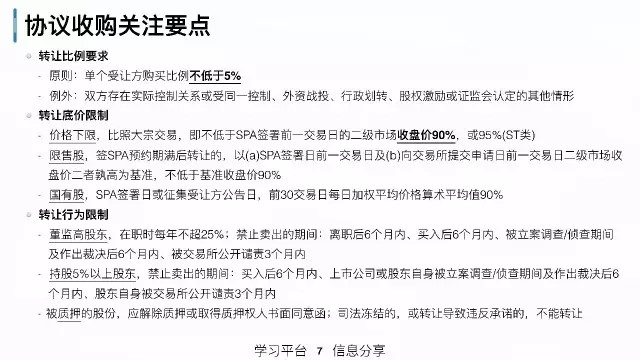 协议收购关注要点
转让比例要求
- 原则：单个受让方购买比例不低于5%
- 例外：双方存在实际控制关系或受同一控制、外资战投、行政划转、股权激励或证监会认定的其他情形
转让底价限制
- 价格下限，比照大宗交易，即不低于SPA签署前一交易日的二级市场收盘价90%，或95%(ST类)
- 限售股，签SPA预约期满后转让的，以(a)SPA签署日前一交易日及(b)向交易所提交申请日前一交易日二级市场收
盘价二者孰高为基准，不低于基准收盘价90%
- 国有股，SPA签署日或征集受让方公告日，前30交易日每日加权平均价格算术平均值90%
转让行为限制
- 董监高股东，在职时每年不超25%；禁止卖出的期间：离职后6个月内、买入后6个月内、被立案调查/侦查期间
及作出裁决后6个月内、被交易所公开谴责3个月内
- 持股5%以上股东，禁止卖出的期间：买入后6个月内、上市公司或股东自身被立案调查/侦查期间及作出裁决后6
个月内、股东自身被交易所公开谴责3个月内
- 被质押的股份，应解除质押或取得质押权人书面同意函；司法冻结的，或转让导致违反承诺的，不能转让
学习平台 7 信息分享